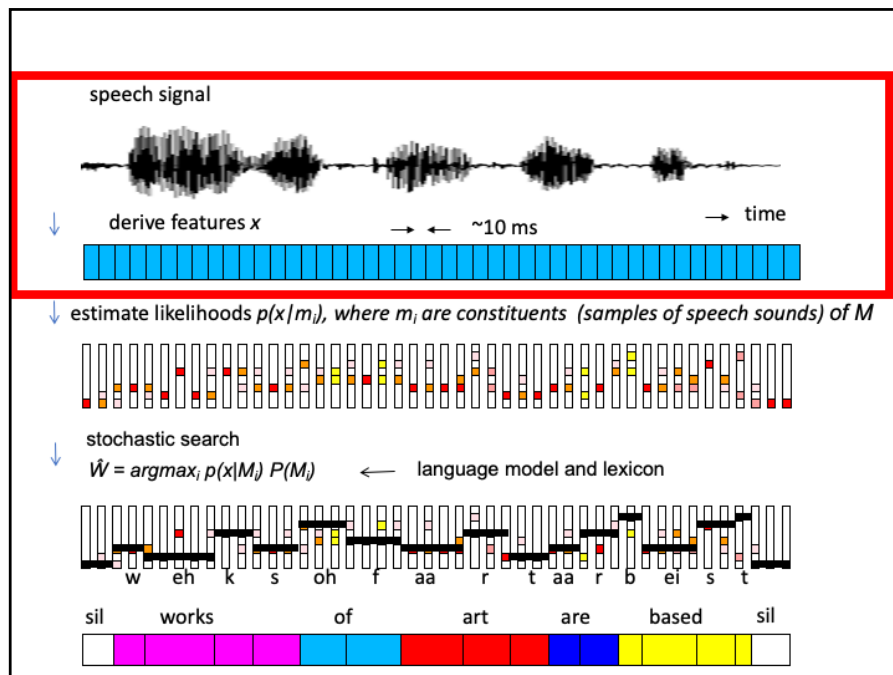 speech signal
derive features x
~10 ms
time
estimate likelihoods p(x|mᵢ), where mᵢ are constituents (samples of speech sounds) of M
stochastic search
Ŵ = argmaxᵢ p(x|Mᵢ) P(Mᵢ)
language model and lexicon
w eh k s oh f aa r t aa r b ei s t
sil works of art are based sil